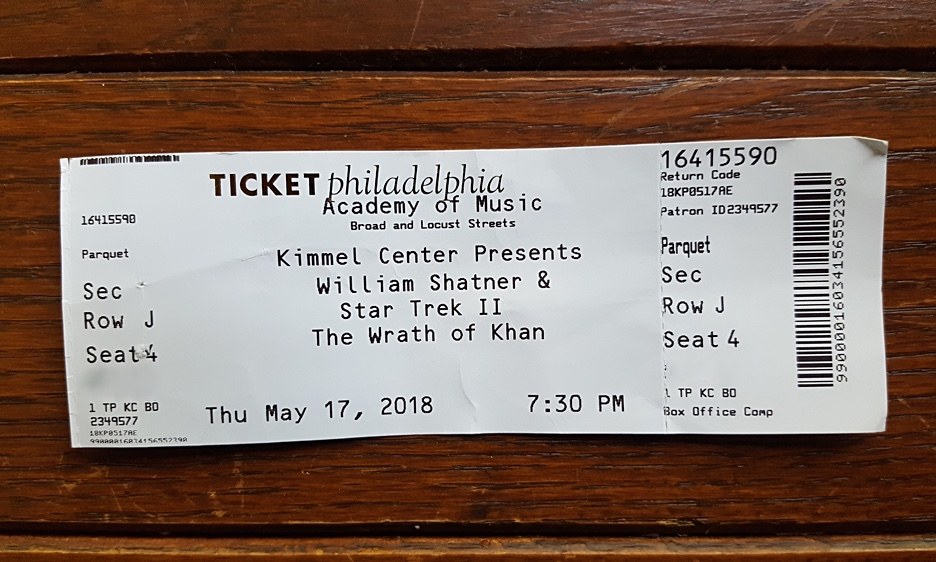 TICKET philadelphia
Academy of Music
Broad and Locust Streets
Kimmel Center Presents
William Shatner &
Star Trek II
The Wrath of Khan
Thu May 17, 2018 7:30 PM
16415590
Parquet
Sec
Row J
Seat 4
1 TP KC BO
2349577
18KP0517AE
990000016034156552390
16415590
Return Code
18KP0517AE
Patron ID2349577
Parquet
Sec
Row J
Seat 4
1 TP KC BO
Box Office Comp
990000016034156552390